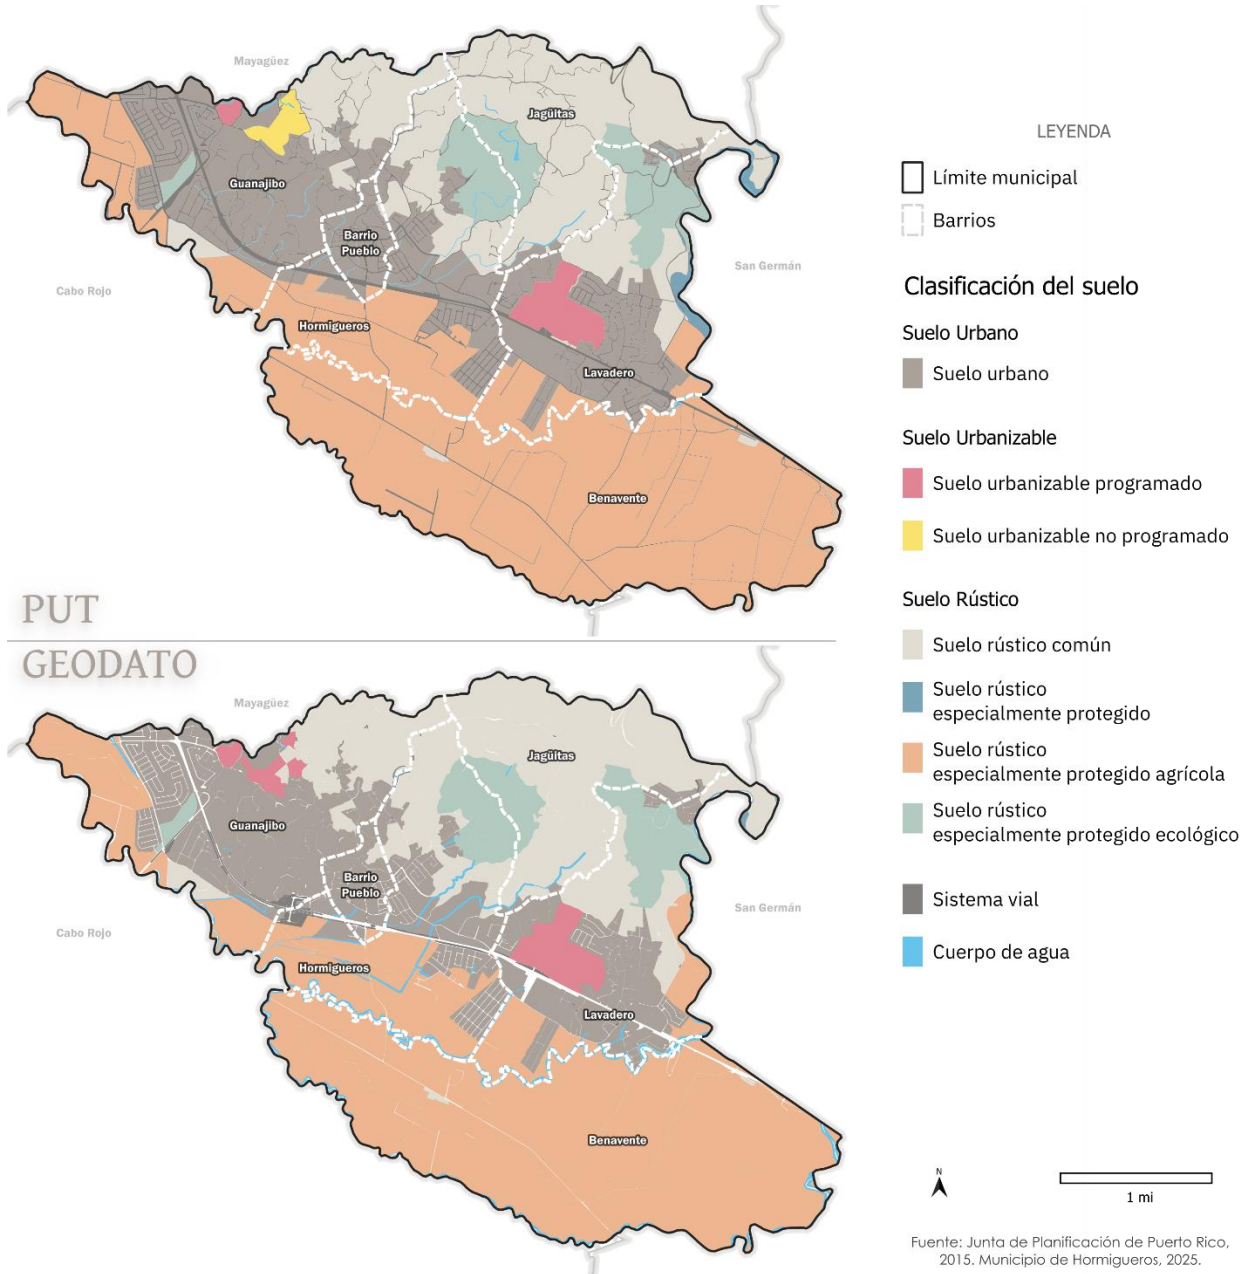 Mayagüez
Jagüitas
Guanajibo
Barrio
Pueblo
San Germán
Cabo Rojo
Hormigueros
Lavadero
Benavente
PUT
GEODATO
Mayagüez
Jagüitas
Guanajibo
Barrio
Pueblo
San Germán
Cabo Rojo
Hormigueros
Lavadero
Benavente
LEYENDA
Límite municipal
Barrios
Clasificación del suelo
Suelo Urbano
Suelo urbano
Suelo Urbanizable
Suelo urbanizable programado
Suelo urbanizable no programado
Suelo Rústico
Suelo rústico común
Suelo rústico
especialmente protegido
Suelo rústico
especialmente protegido agrícola
Suelo rústico
especialmente protegido ecológico
Sistema vial
Cuerpo de agua
N
1 mi
Fuente: Junta de Planificación de Puerto Rico,
2015. Municipio de Hormigueros, 2025.